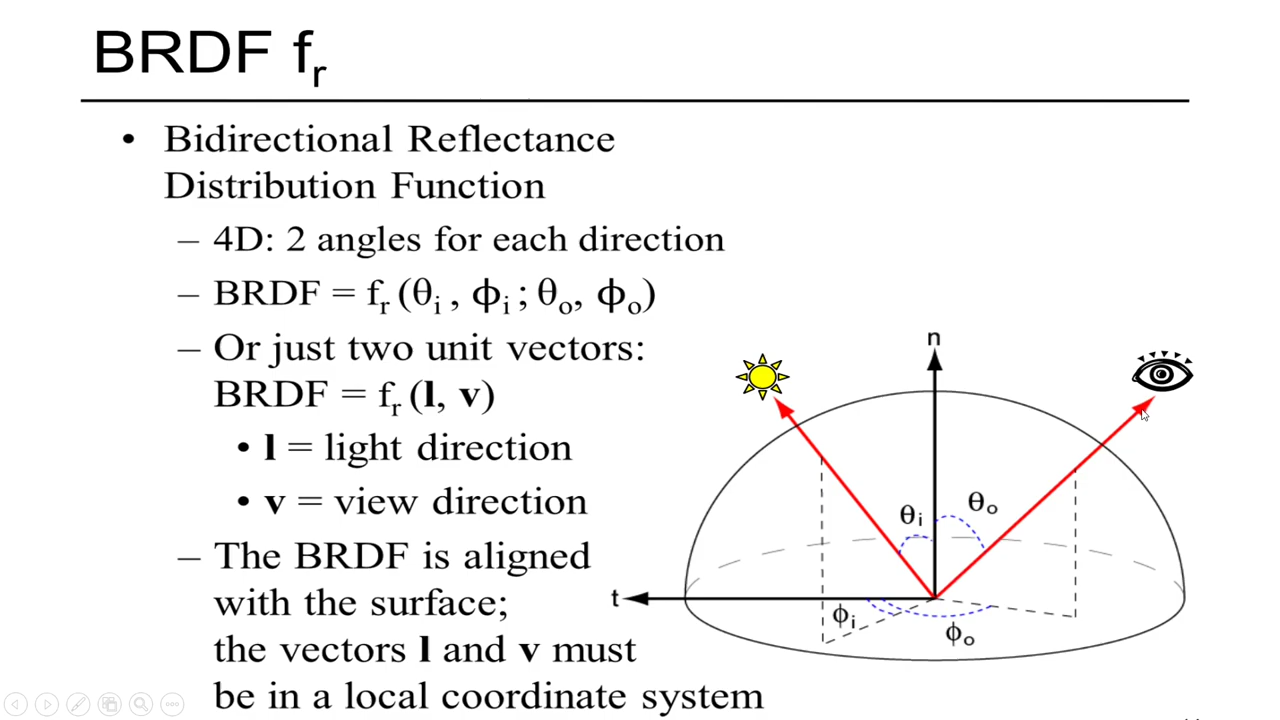 BRDF fr
• Bidirectional Reflectance
Distribution Function
– 4D: 2 angles for each direction
– BRDF = fr (θi , ϕi ; θo, ϕo)
– Or just two unit vectors:
BRDF = fr (l, v)
• l = light direction
• v = view direction
– The BRDF is aligned
with the surface;
the vectors l and v must
be in a local coordinate system
n
θi
θo
t
ϕi
ϕo